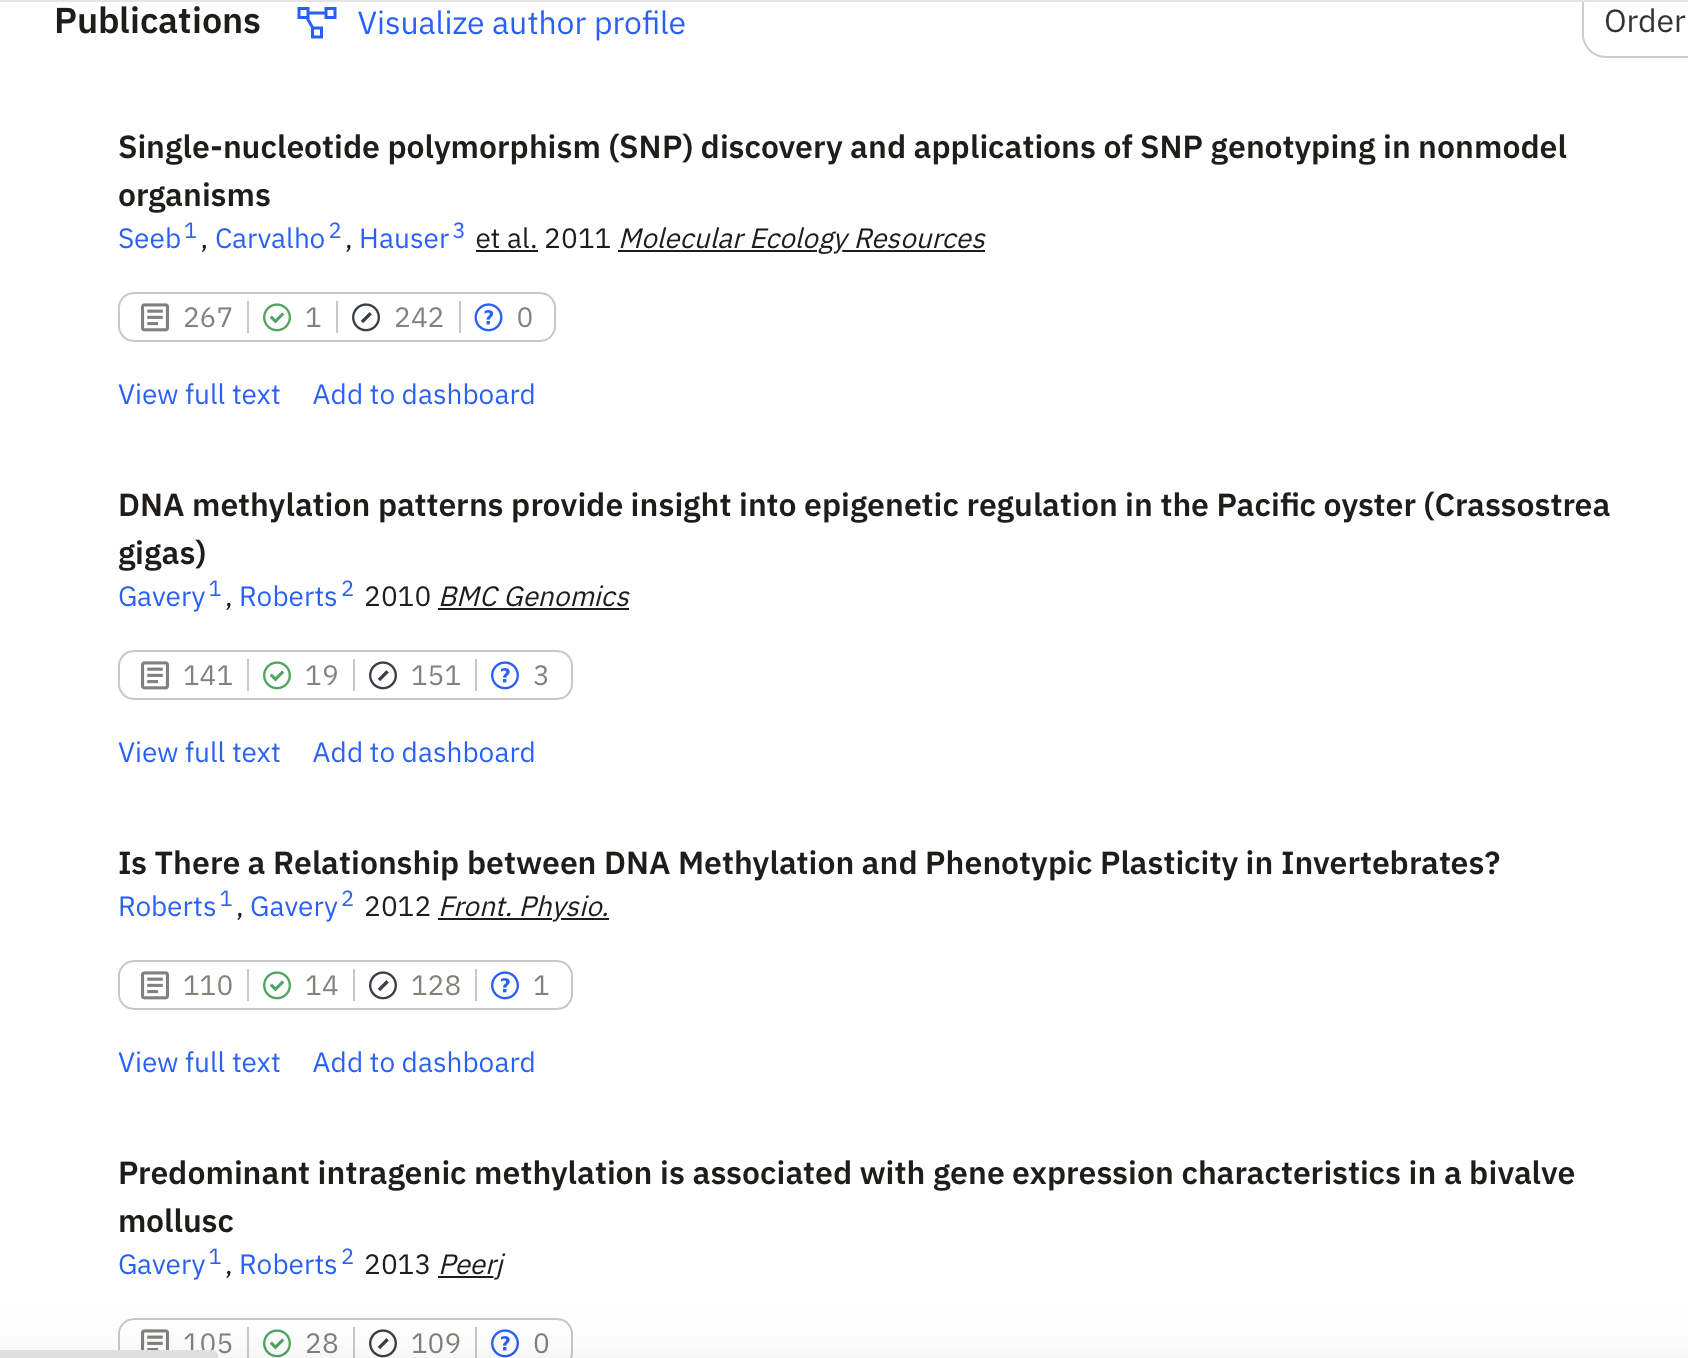 Publications Visualize author profile Order
Single-nucleotide polymorphism (SNP) discovery and applications of SNP genotyping in nonmodel
organisms
Seeb 1 , Carvalho 2 , Hauser 3 et al. 2011 Molecular Ecology Resources
267 1 242 ? 0
View full text Add to dashboard
DNA methylation patterns provide insight into epigenetic regulation in the Pacific oyster (Crassostrea
gigas)
Gavery 1 , Roberts 2 2010 BMC Genomics
141 19 151 ? 3
View full text Add to dashboard
Is There a Relationship between DNA Methylation and Phenotypic Plasticity in Invertebrates?
Roberts 1 , Gavery 2 2012 Front. Physio.
110 14 128 ? 1
View full text Add to dashboard
Predominant intragenic methylation is associated with gene expression characteristics in a bivalve
mollusc
Gavery 1 , Roberts 2 2013 Peerj
105 28 109 ? 0